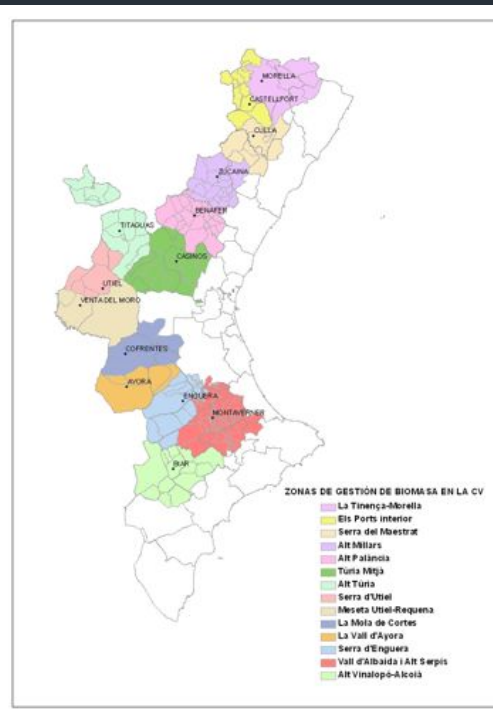 MORELLA
CASTELLFORT
CULLA
ZUCAINA
BENAFER
TITAGUAS
CASINOS
UTIEL
VENTA DEL MORO
COFRENTES
AYORA
ENGUERA
MONTAVERNER
BIAR
ZONAS DE GESTIÓN DE BIOMASA EN LA CV
La Tinença-Morella
Els Ports interior
Serra del Maestrat
Alt Millars
Alt Palància
Túria Mitjà
Alt Túria
Serra d'Utiel
Meseta Utiel-Requena
La Mola de Cortes
La Vall d'Ayora
Serra d'Enguera
Vall d'Albaida i Alt Serpis
Alt Vinalopó-Alcoià